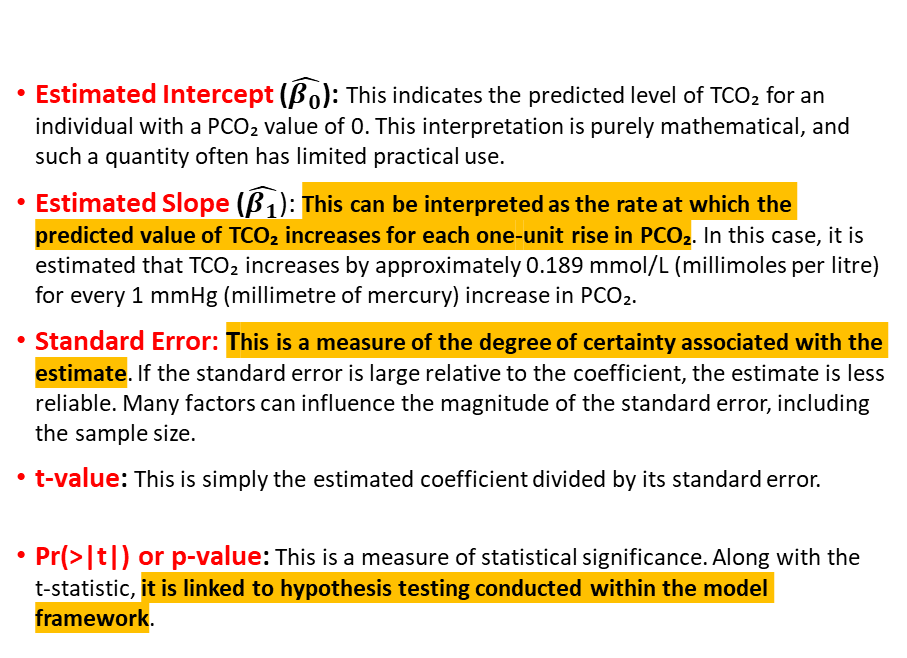 • Estimated Intercept (β̂₀): This indicates the predicted level of TCO₂ for an
individual with a PCO₂ value of 0. This interpretation is purely mathematical, and
such a quantity often has limited practical use.
• Estimated Slope (β̂₁): This can be interpreted as the rate at which the
predicted value of TCO₂ increases for each one-unit rise in PCO₂. In this case, it is
estimated that TCO₂ increases by approximately 0.189 mmol/L (millimoles per litre)
for every 1 mmHg (millimetre of mercury) increase in PCO₂.
• Standard Error: This is a measure of the degree of certainty associated with the
estimate. If the standard error is large relative to the coefficient, the estimate is less
reliable. Many factors can influence the magnitude of the standard error, including
the sample size.
• t-value: This is simply the estimated coefficient divided by its standard error.
• Pr(>|t|) or p-value: This is a measure of statistical significance. Along with the
t-statistic, it is linked to hypothesis testing conducted within the model
framework.